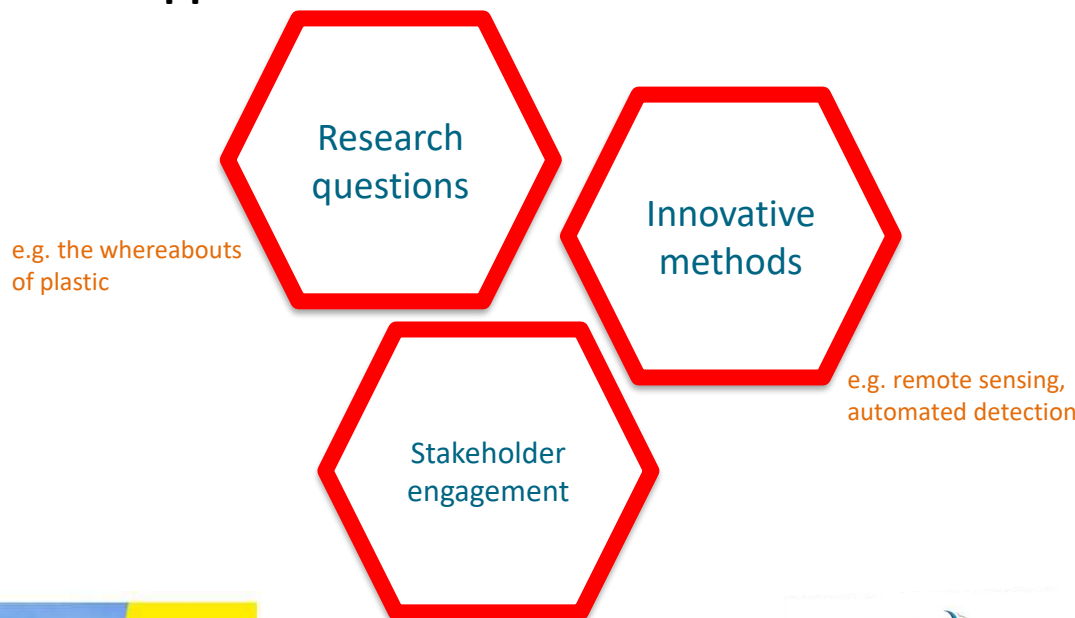 Research
questions
Innovative
methods
e.g. the whereabouts
of plastic
e.g. remote sensing,
automated detection
Stakeholder
engagement